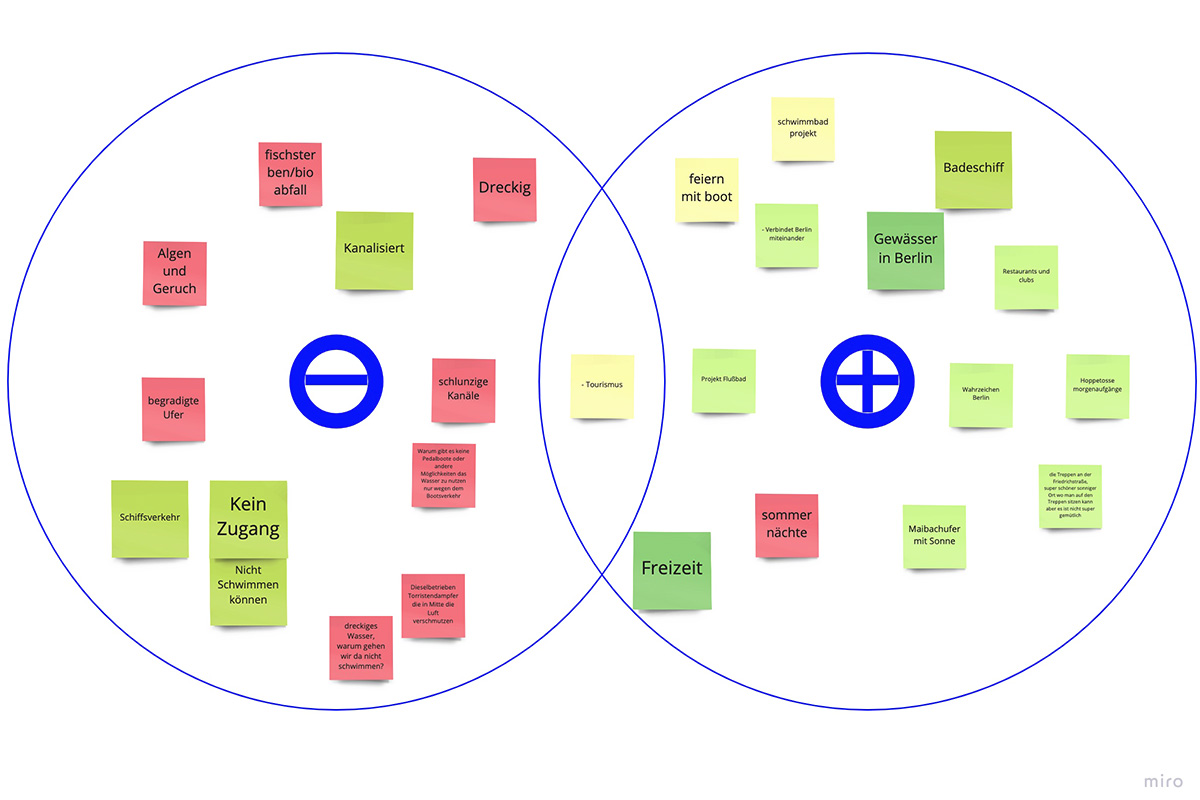 fischster
ben/bio
abfall
Dreckig
Kanalisiert
Algen
und
Geruch
begradigte
Ufer
schlunzige
Kanäle
Warum gibt es keine
Pedalboote oder
andere
Möglichkeiten das
Wasser zu nutzen
nur wegen dem
Bootsverkehr
Schiffsverkehr
Kein
Zugang
Nicht
Schwimmen
können
Dieselbetrieben
Torristendampfer
die in Mitte die
Luft
verschmutzen
dreckiges
Wasser,
warum gehen
wir da nicht
schwimmen?
- Tourismus
schwimmbad
projekt
feiern
mit boot
Badeschiff
- Verbindet Berlin
miteinander
Gewässer
in Berlin
Restaurants und
clubs
Projekt Flußbad
Wahrzeichen
Berlin
Hoppetosse
morgenaufgänge
die Treppen an der
Friedrichstraße,
super schöner sonniger
Ort wo man auf den
Treppen sitzen kann
aber es ist nicht super
gemütlich
sommer
nächte
Maibachufer
mit Sonne
Freizeit
miro